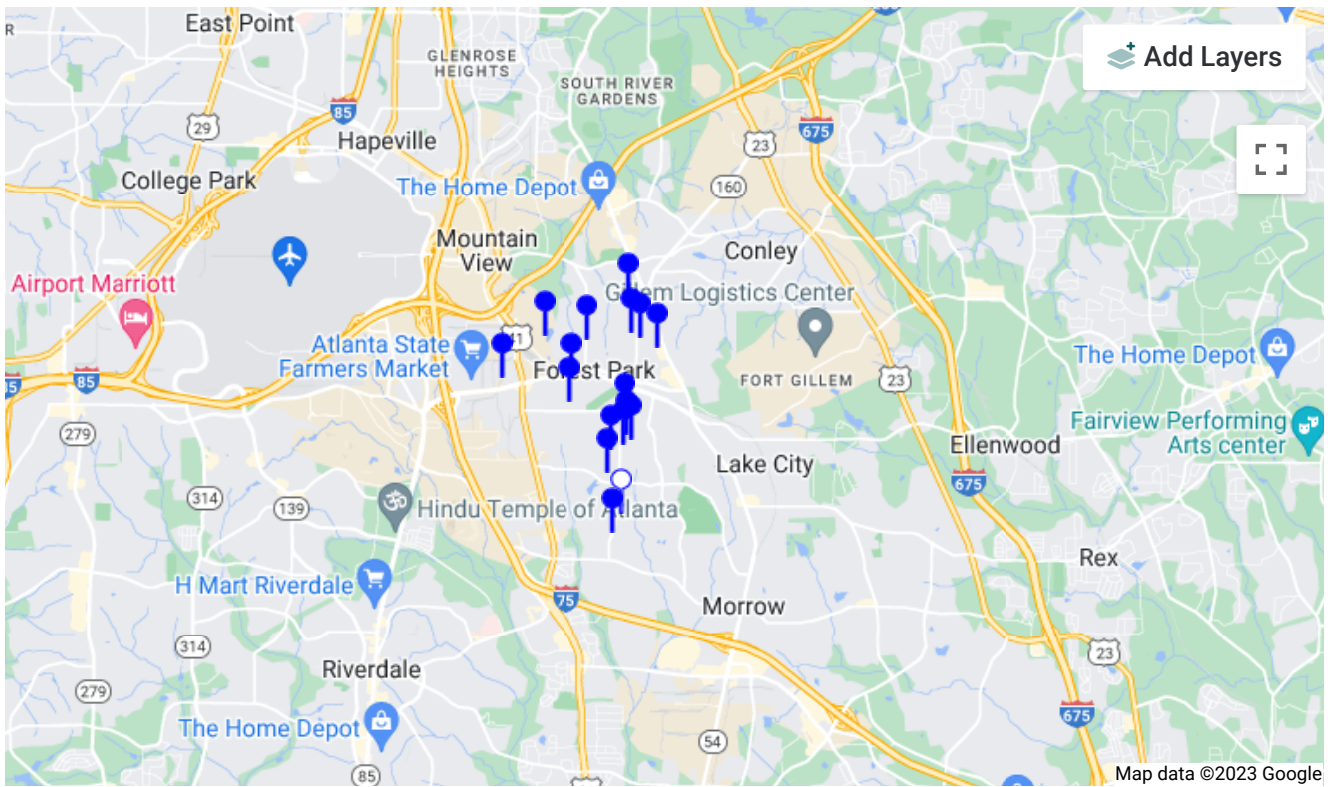 East Point
R
GLENROSE
HEIGHTS
SOUTH RIVER
GARDENS
Add Layers
85
29
Hapeville
675
23
College Park
The Home Depot
160
Mountain
View
Conley
Airport Marriott
Gillem Logistics Center
41
Atlanta State
Farmers Market
The Home Depot
Forest Park
85
85
FORT GILLEM
23
279
Fairview Performing
Arts center
Ellenwood
Lake City
675
314
139
Hindu Temple of Atlanta
Rex
H Mart Riverdale
75
Morrow
314
23
Riverdale
279
675
The Home Depot
54
85
Map data ©2023 Google